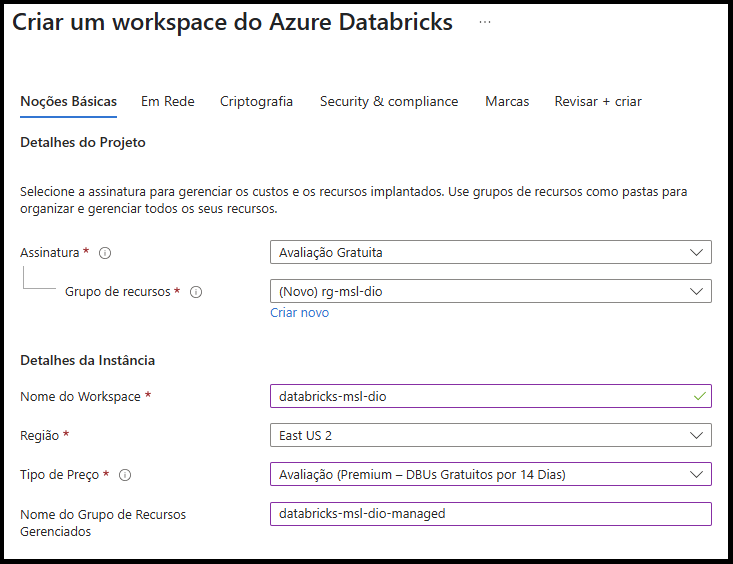 Criar um workspace do Azure Databricks ...
Noções Básicas Em Rede Criptografia Security & compliance Marcas Revisar + criar
Detalhes do Projeto
Selecione a assinatura para gerenciar os custos e os recursos implantados. Use grupos de recursos como pastas para
organizar e gerenciar todos os seus recursos.
Assinatura * Avaliação Gratuita
Grupo de recursos * (Novo) rg-msl-dio
Criar novo
Detalhes da Instância
Nome do Workspace * databricks-msl-dio
Região * East US 2
Tipo de Preço * Avaliação (Premium – DBUs Gratuitos por 14 Dias)
Nome do Grupo de Recursos
Gerenciados
databricks-msl-dio-managed